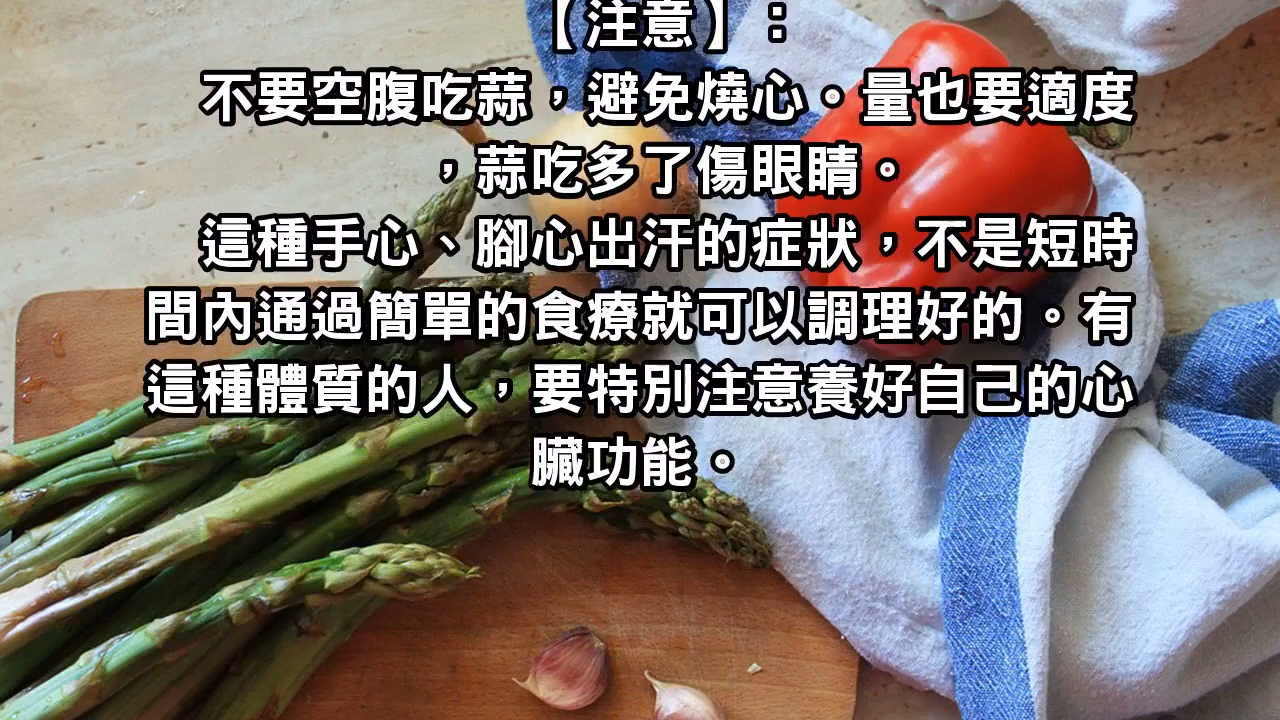 【注意】：
不要空腹吃蒜，避免燒心。量也要適度
，蒜吃多了傷眼睛。
這種手心、腳心出汗的症狀，不是短時
間內通過簡單的食療就可以調理好的。有
這種體質的人，要特別注意養好自己的心
臟功能。